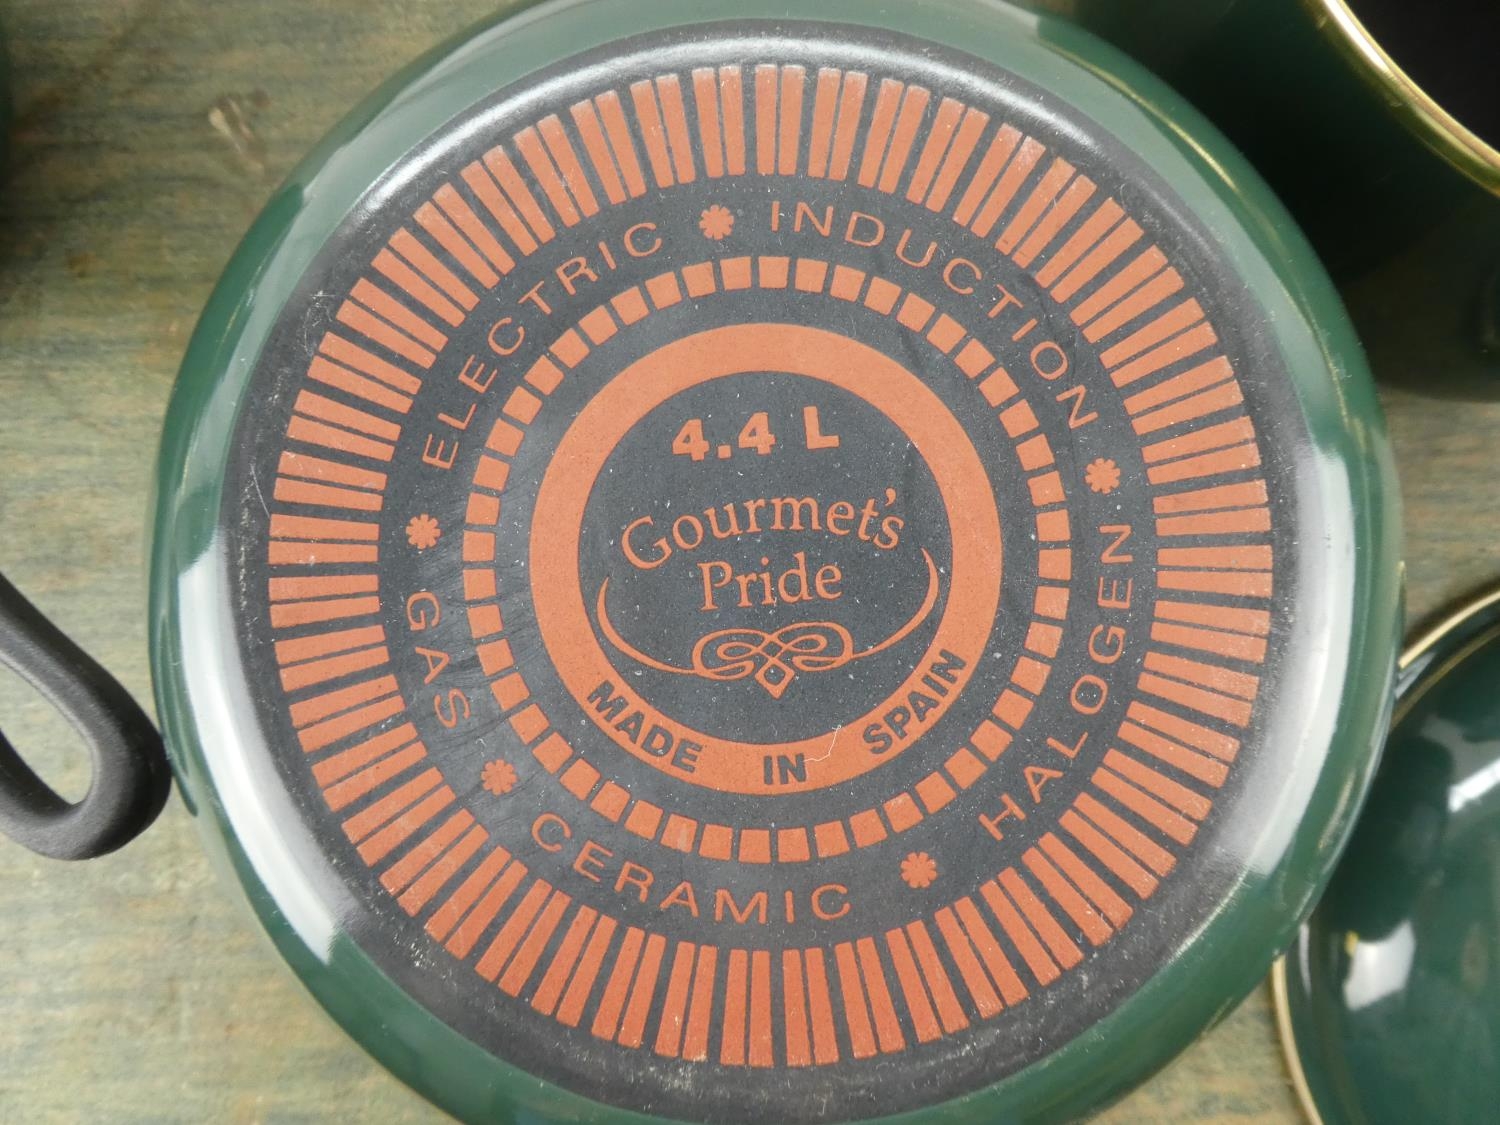 4.4 L
Gourmet's
Pride
MADE IN SPAIN
ELECTRIC * INDUCTION * HALOGEN * CERAMIC * GAS *